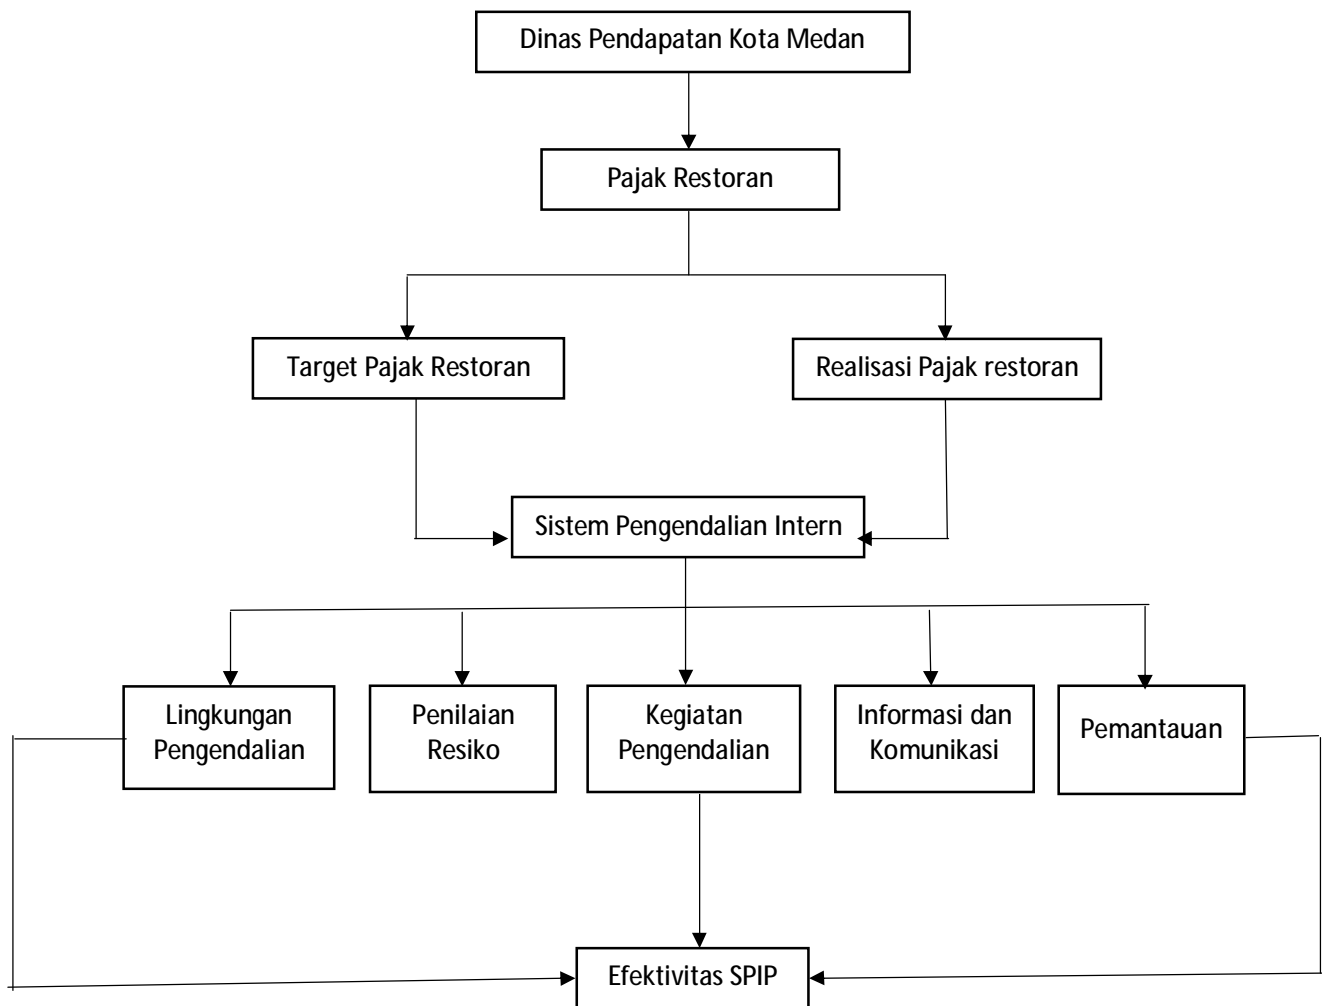 Dinas Pendapatan Kota Medan
Pajak Restoran
Target Pajak Restoran
Realisasi Pajak restoran
Sistem Pengendalian Intern
Lingkungan
Pengendalian
Penilaian
Resiko
Kegiatan
Pengendalian
Informasi dan
Komunikasi
Pemantauan
Efektivitas SPIP